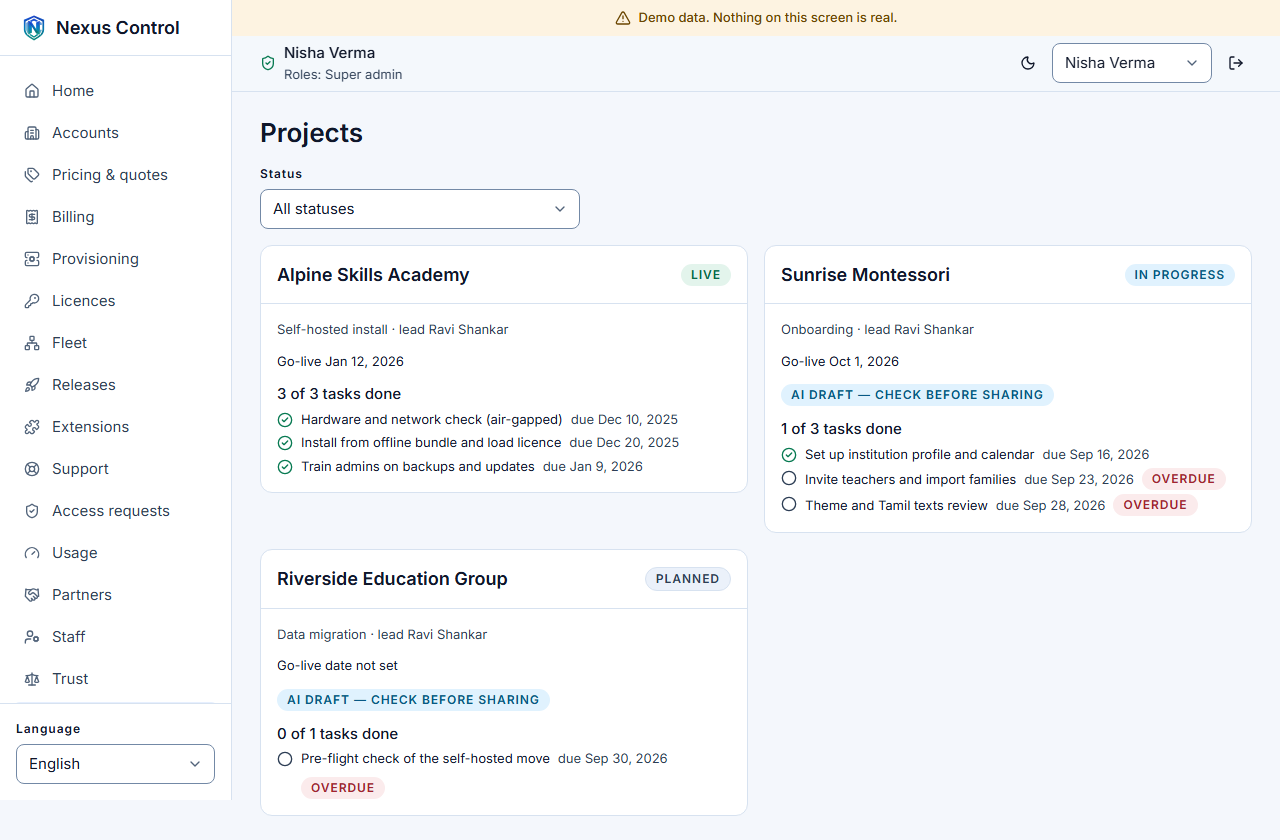 Nexus Control
Demo data. Nothing on this screen is real.
Nisha Verma
Roles: Super admin
Nisha Verma
Home
Accounts
Pricing & quotes
Billing
Provisioning
Licences
Fleet
Releases
Extensions
Support
Access requests
Usage
Partners
Staff
Trust
Language
English
Projects
Status
All statuses
Alpine Skills Academy
LIVE
Self-hosted install · lead Ravi Shankar
Go-live Jan 12, 2026
3 of 3 tasks done
Hardware and network check (air-gapped) due Dec 10, 2025
Install from offline bundle and load licence due Dec 20, 2025
Train admins on backups and updates due Jan 9, 2026
Sunrise Montessori
IN PROGRESS
Onboarding · lead Ravi Shankar
Go-live Oct 1, 2026
AI DRAFT — CHECK BEFORE SHARING
1 of 3 tasks done
Set up institution profile and calendar due Sep 16, 2026
Invite teachers and import families due Sep 23, 2026 OVERDUE
Theme and Tamil texts review due Sep 28, 2026 OVERDUE
Riverside Education Group
PLANNED
Data migration · lead Ravi Shankar
Go-live date not set
AI DRAFT — CHECK BEFORE SHARING
0 of 1 tasks done
Pre-flight check of the self-hosted move due Sep 30, 2026
OVERDUE